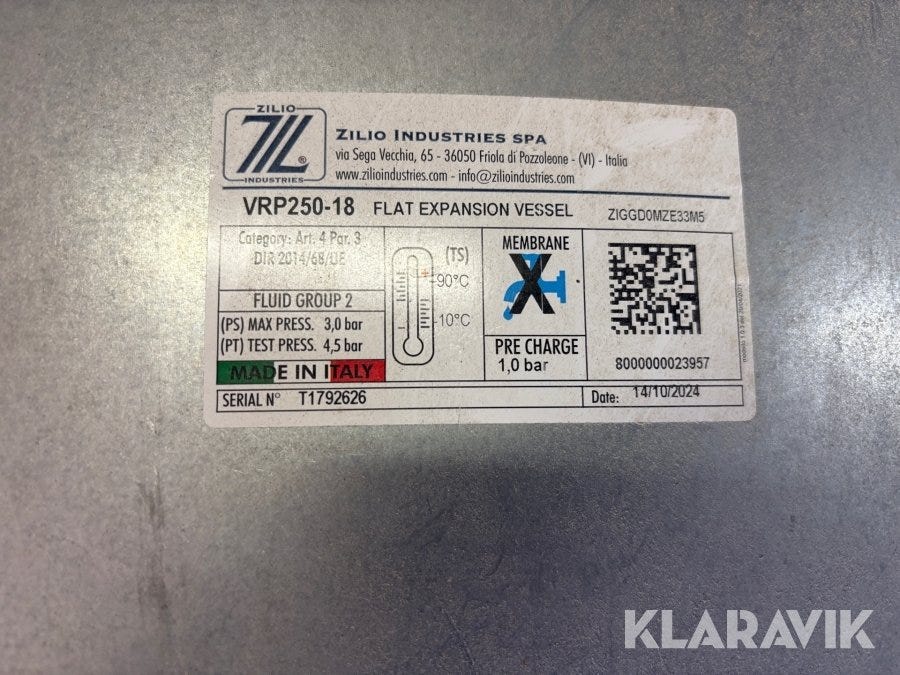 ZILIO
ZIL®
INDUSTRIES
ZILIO INDUSTRIES SPA
via Sega Vecchia, 65 - 36050 Friola di Pozzoleone - (VI) - Italia
www.zilioindustries.com - info@zilioindustries.com
VRP250-18 FLAT EXPANSION VESSEL ZIGGD0MZE33M5
Category: Art. 4 Par. 3
DIR 2014/68/UE
FLUID GROUP 2
(PS) MAX PRESS. 3,0 bar
(PT) TEST PRESS. 4,5 bar
MADE IN ITALY
(TS)
+90°C
-10°C
MEMBRANE
X
PRE CHARGE
1,0 bar
8000000023957
SERIAL N° T1792626
Date: 14/10/2024
KLARAVIK